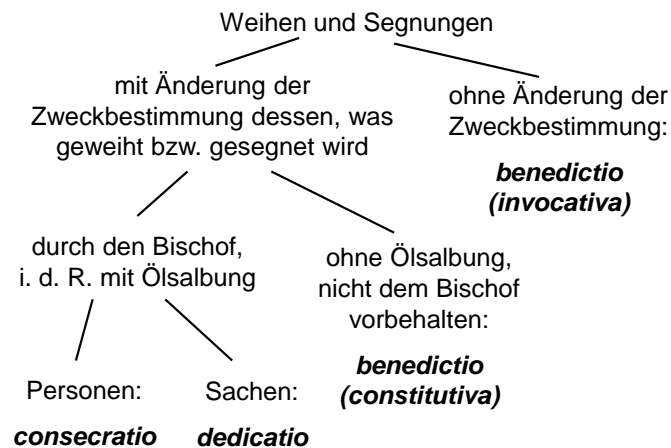 Weihen und Segnungen
mit Änderung der
Zweckbestimmung dessen, was
geweiht bzw. gesegnet wird
ohne Änderung der
Zweckbestimmung:
benedictio
(invocativa)
durch den Bischof,
i. d. R. mit Ölsalbung
ohne Ölsalbung,
nicht dem Bischof
vorbehalten:
benedictio
(constitutiva)
Personen:
consecratio
Sachen:
dedicatio